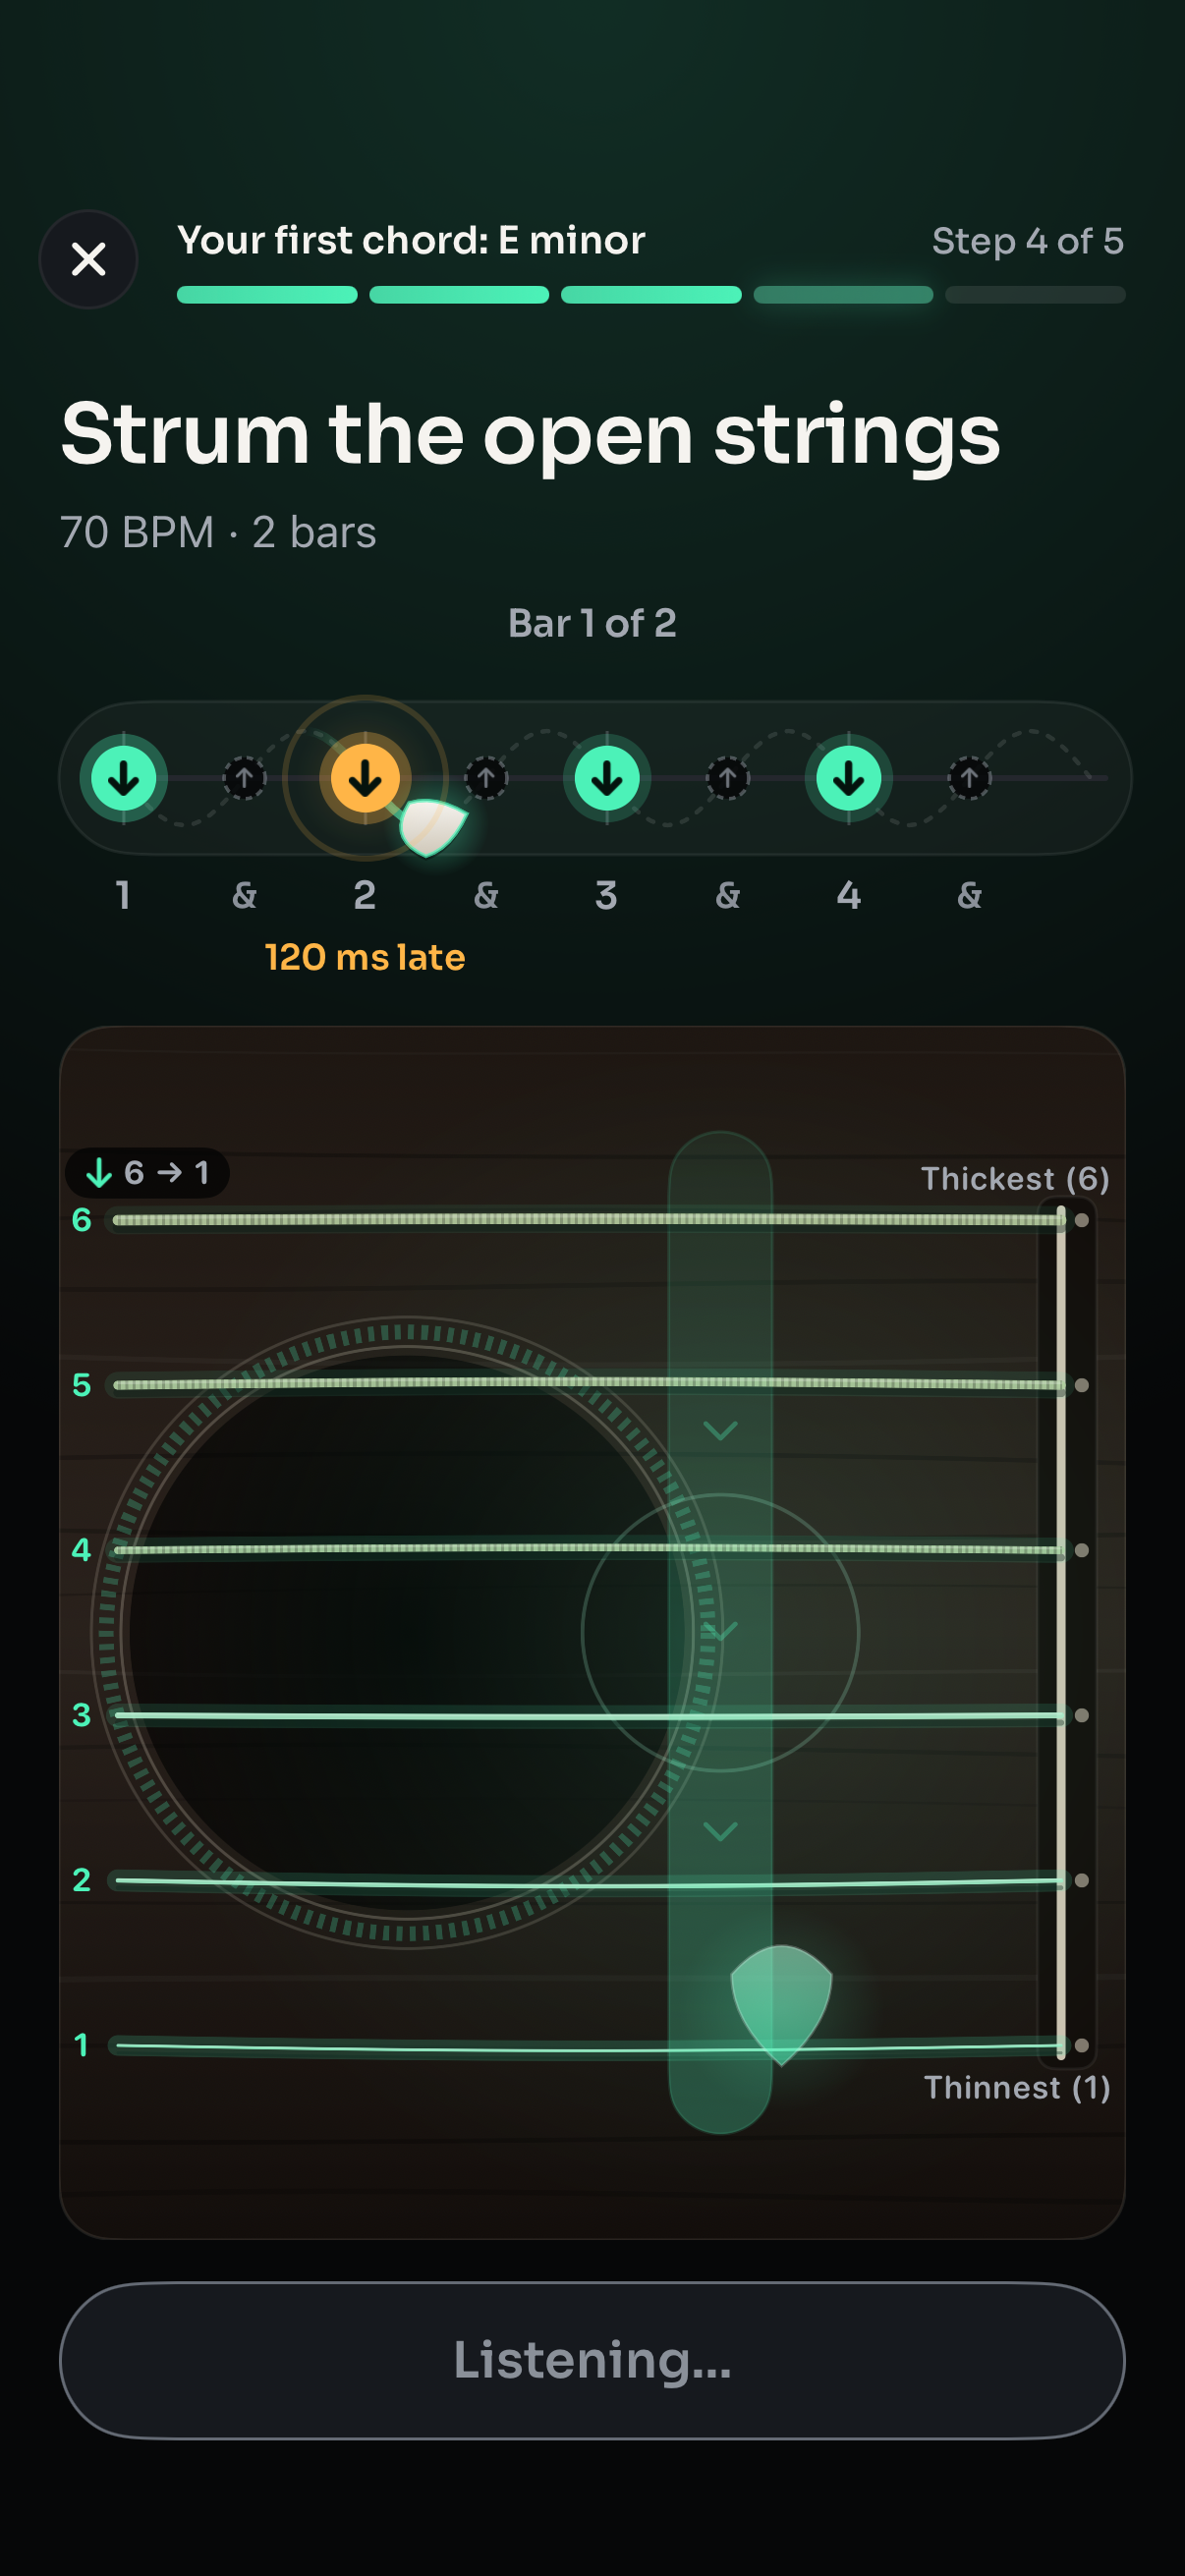 Your first chord: E minor
Step 4 of 5
Strum the open strings
70 BPM · 2 bars
Bar 1 of 2
1 & 2 & 3 & 4 &
120 ms late
↓ 6 → 1
Thickest (6)
6
5
4
3
2
1
Thinnest (1)
Listening...